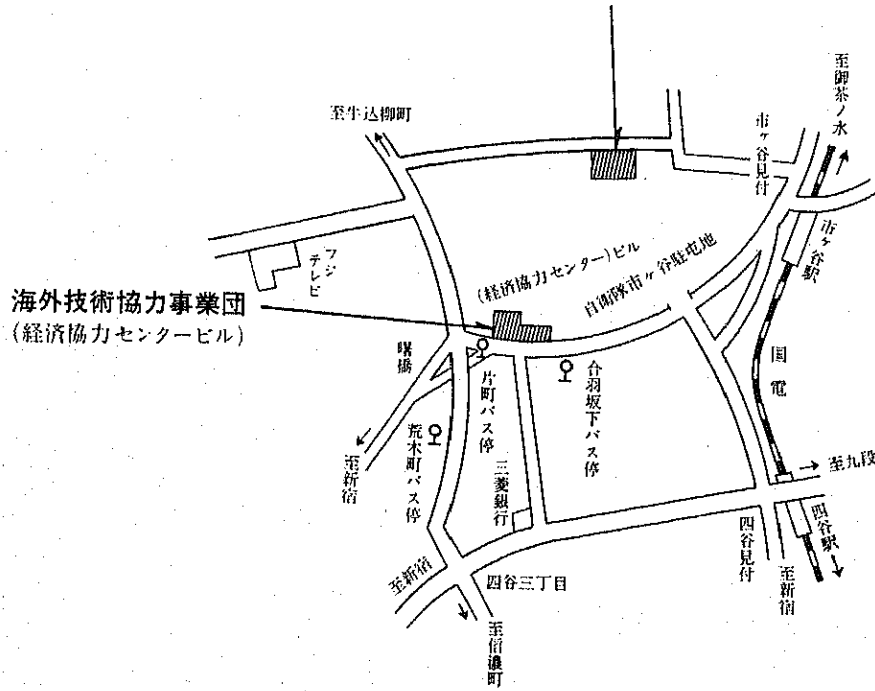 至御茶ノ水
市ヶ谷見付
至牛込柳町
市ヶ谷駅
フジ
テレビ
(経済協力センター)ビル
自衛隊市ヶ谷駐屯地
海外技術協力事業団
(経済協力センタービル)
曙橋
片町バス停
合羽坂下バス停
国電
荒木町バス停
三菱銀行
至新宿
至九段
四谷見付
四谷駅
至新宿
四谷三丁目
至新宿
至信濃町